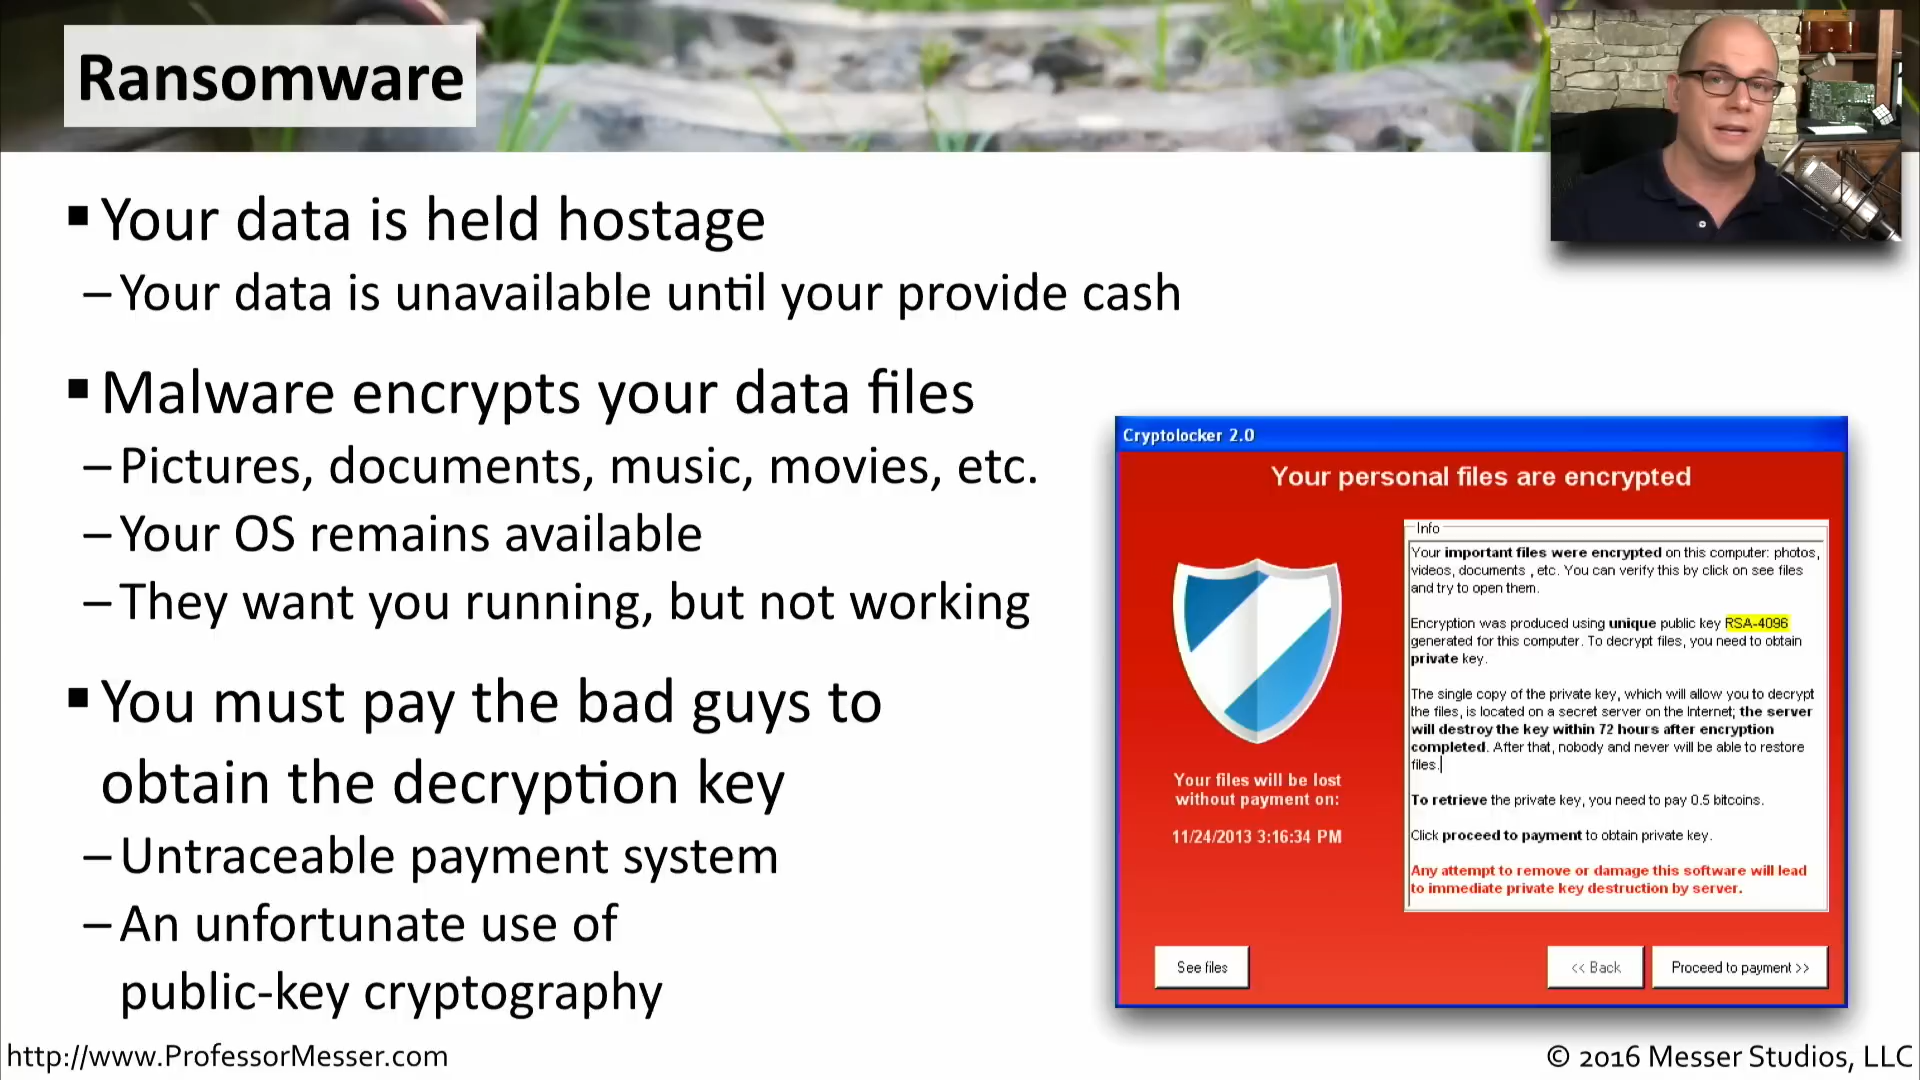 Ransomware
▪ Your data is held hostage
– Your data is unavailable until your provide cash
▪ Malware encrypts your data files
– Pictures, documents, music, movies, etc.
– Your OS remains available
– They want you running, but not working
▪ You must pay the bad guys to
obtain the decryption key
– Untraceable payment system
– An unfortunate use of
public-key cryptography
Cryptolocker 2.0
Your personal files are encrypted
Your files will be lost
without payment on:
11/24/2013 3:16:34 PM
Info
Your important files were encrypted on this computer: photos,
videos, documents , etc. You can verify this by click on see files
and try to open them.
Encryption was produced using unique public key RSA-4096
generated for this computer. To decrypt files, you need to obtain
private key.
The single copy of the private key, which will allow you to decrypt
the files, is located on a secret server on the Internet; the server
will destroy the key within 72 hours after encryption
completed. After that, nobody and never will be able to restore
files.
To retrieve the private key, you need to pay 0.5 bitcoins.
Click proceed to payment to obtain private key.
Any attempt to remove or damage this software will lead
to immediate private key destruction by server.
See files
<< Back
Proceed to payment >>
http://www.ProfessorMesser.com
© 2016 Messer Studios, LLC